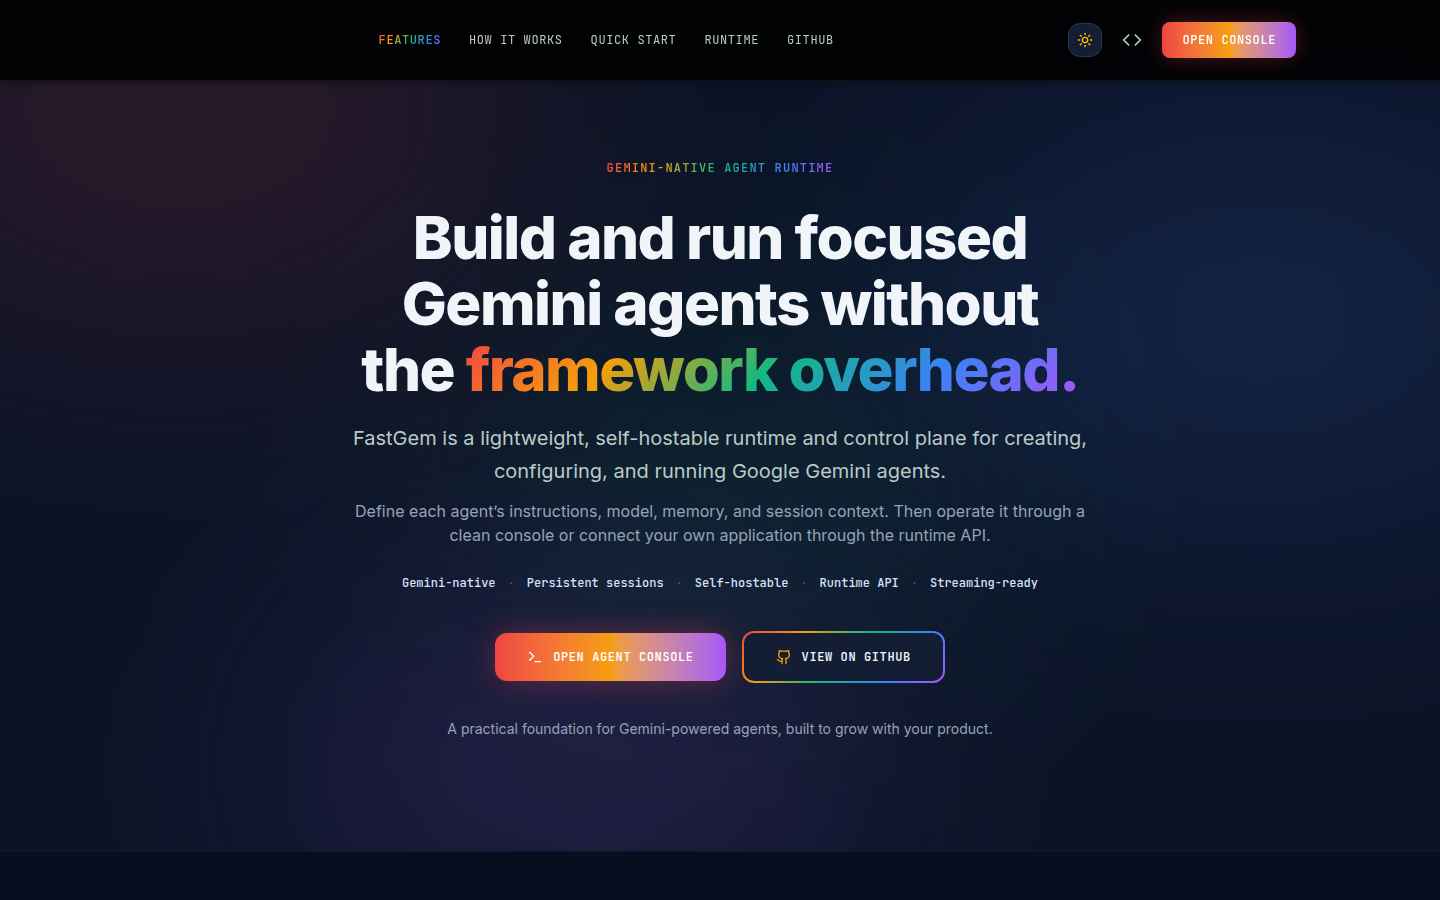 FEATURES HOW IT WORKS QUICK START RUNTIME GITHUB OPEN CONSOLE
GEMINI-NATIVE AGENT RUNTIME
Build and run focused
Gemini agents without
the framework overhead.
FastGem is a lightweight, self-hostable runtime and control plane for creating,
configuring, and running Google Gemini agents.
Define each agent's instructions, model, memory, and session context. Then operate it through a
clean console or connect your own application through the runtime API.
Gemini-native · Persistent sessions · Self-hostable · Runtime API · Streaming-ready
OPEN AGENT CONSOLE VIEW ON GITHUB
A practical foundation for Gemini-powered agents, built to grow with your product.